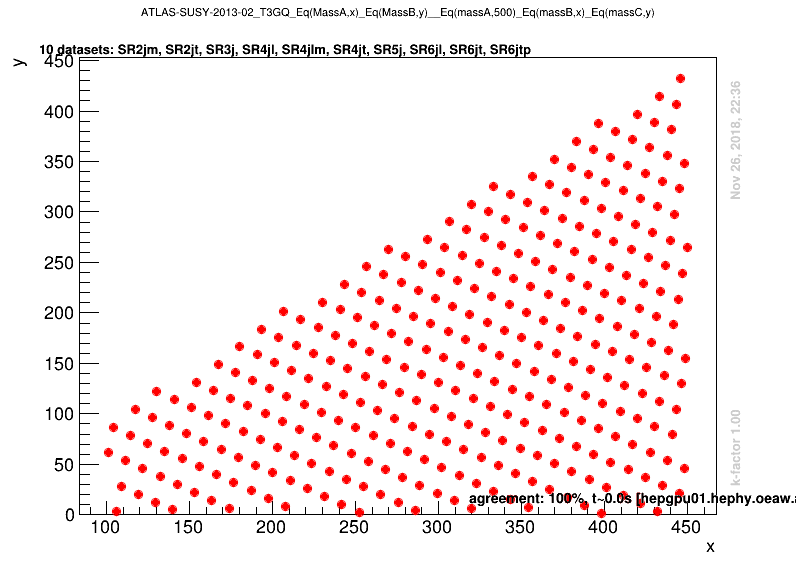 ATLAS-SUSY-2013-02_T3GQ_Eq(MassA,x)_Eq(MassB,y)__Eq(massA,500)_Eq(massB,x)_Eq(massC,y)
10 datasets: SR2jm, SR2jt, SR3j, SR4jl, SR4jlm, SR4jt, SR5j, SR6jl, SR6jt, SR6jtp
y
450
400
350
300
250
200
150
100
50
0
Nov 26, 2018, 22:36
k-factor 1.00
agreement: 100%, t~0.0s [hepgpu01.hephy.oeaw.a
100 150 200 250 300 350 400 450
x